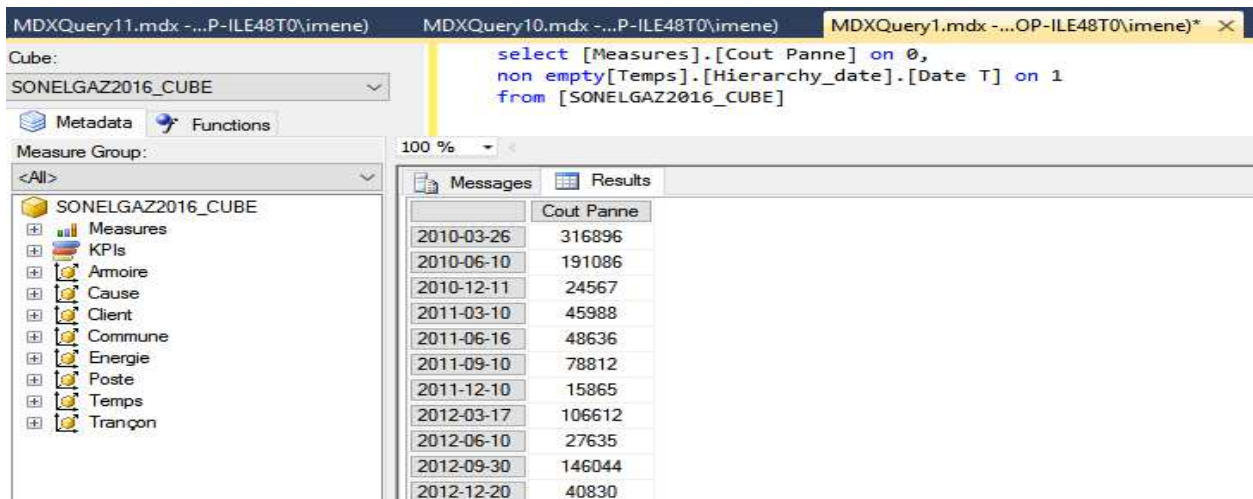 MDXQuery11.mdx -...P-ILE48T0\imene) MDXQuery10.mdx -...P-ILE48T0\imene) MDXQuery1.mdx -...OP-ILE48T0\imene)* ×
Cube:
SONELGAZ2016_CUBE
Metadata Functions
Measure Group:
<All>
SONELGAZ2016_CUBE
Measures
KPIs
Armoire
Cause
Client
Commune
Energie
Poste
Temps
Trançon
select [Measures].[Cout Panne] on 0,
non empty[Temps].[Hierarchy_date].[Date T] on 1
from [SONELGAZ2016_CUBE]
100 %
Messages Results
Cout Panne
2010-03-26 316896
2010-06-10 191086
2010-12-11 24567
2011-03-10 45988
2011-06-16 48636
2011-09-10 78812
2011-12-10 15865
2012-03-17 106612
2012-06-10 27635
2012-09-30 146044
2012-12-20 40830